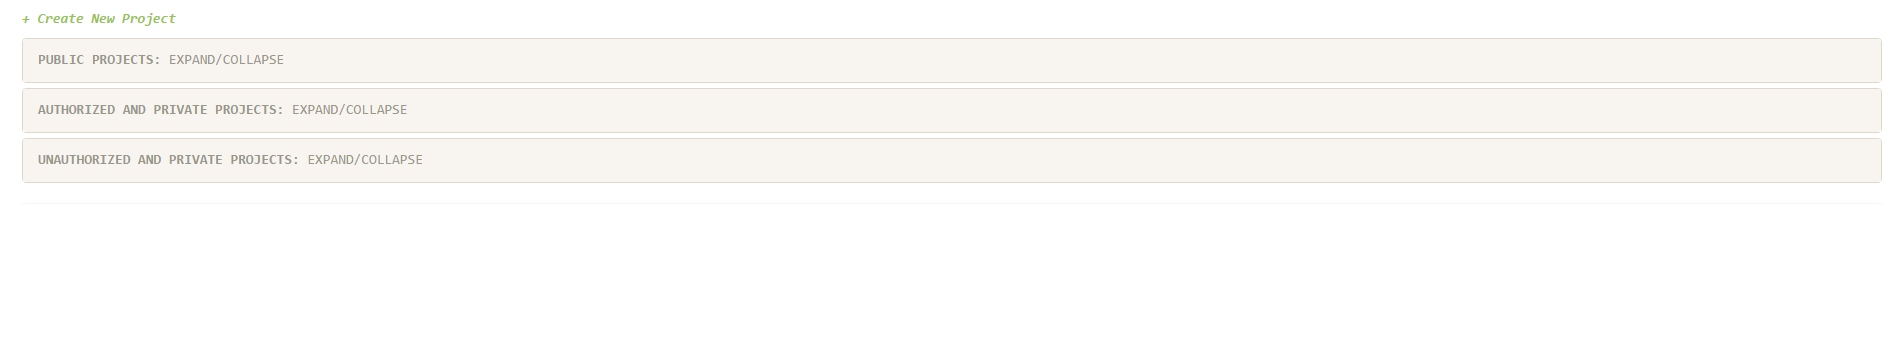 + Create New Project
PUBLIC PROJECTS: EXPAND/COLLAPSE
AUTHORIZED AND PRIVATE PROJECTS: EXPAND/COLLAPSE
UNAUTHORIZED AND PRIVATE PROJECTS: EXPAND/COLLAPSE